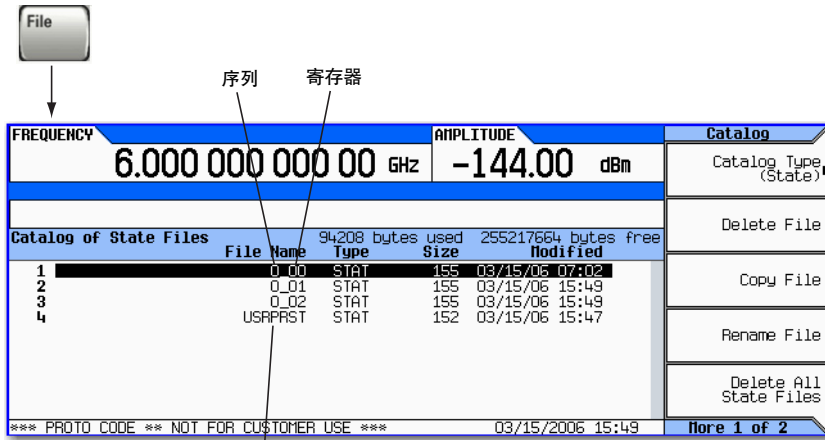 File
序列 寄存器
FREQUENCY AMPLITUDE Catalog
6.000 000 000 00 GHz -144.00 dBm
Catalog Type
(State)
Delete File
Catalog of State Files 94208 bytes used 255217664 bytes free
File Name Type Size Modified
1 0_00 STAT 155 03/15/06 07:02
2 0_01 STAT 155 03/15/06 15:49
3 0_02 STAT 155 03/15/06 15:49
4 USRPRST STAT 152 03/15/06 15:47
Copy File
Rename File
Delete All
State Files
*** PROTO CODE ** NOT FOR CUSTOMER USE *** 03/15/2006 15:49 More 1 of 2